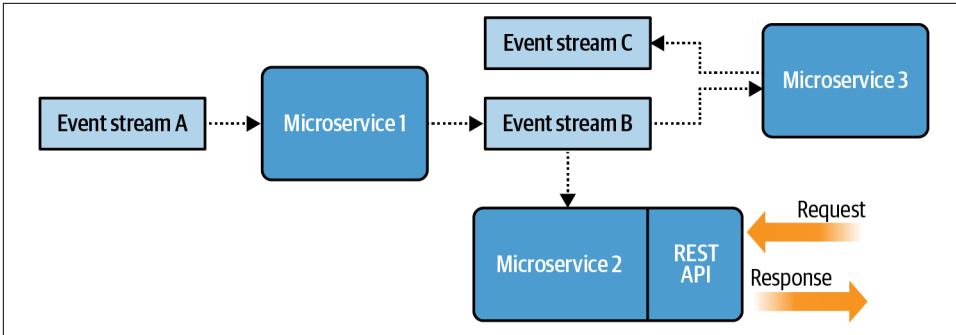 Event stream C
Microservice 3
Event stream A
Microservice 1
Event stream B
Microservice 2
REST
API
Request
Response